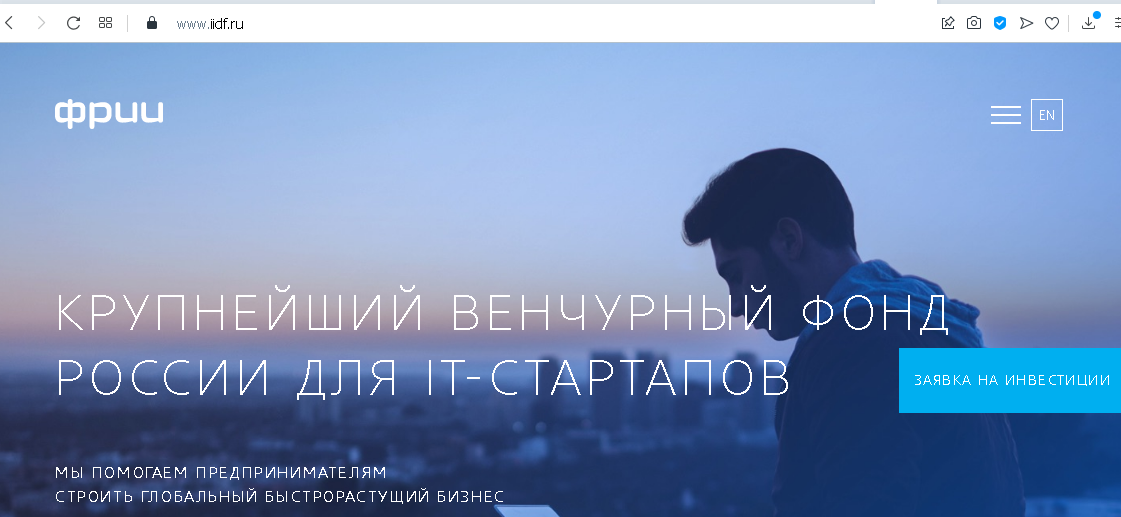 www.iidf.ru
фрии
EN
КРУПНЕЙШИЙ ВЕНЧУРНЫЙ ФОНД
РОССИИ ДЛЯ IT-СТАРТАПОВ
ЗАЯВКА НА ИНВЕСТИЦИИ
МЫ ПОМОГАЕМ ПРЕДПРИНИМАТЕЛЯМ
СТРОИТЬ ГЛОБАЛЬНЫЙ БЫСТРОРАСТУЩИЙ БИЗНЕС